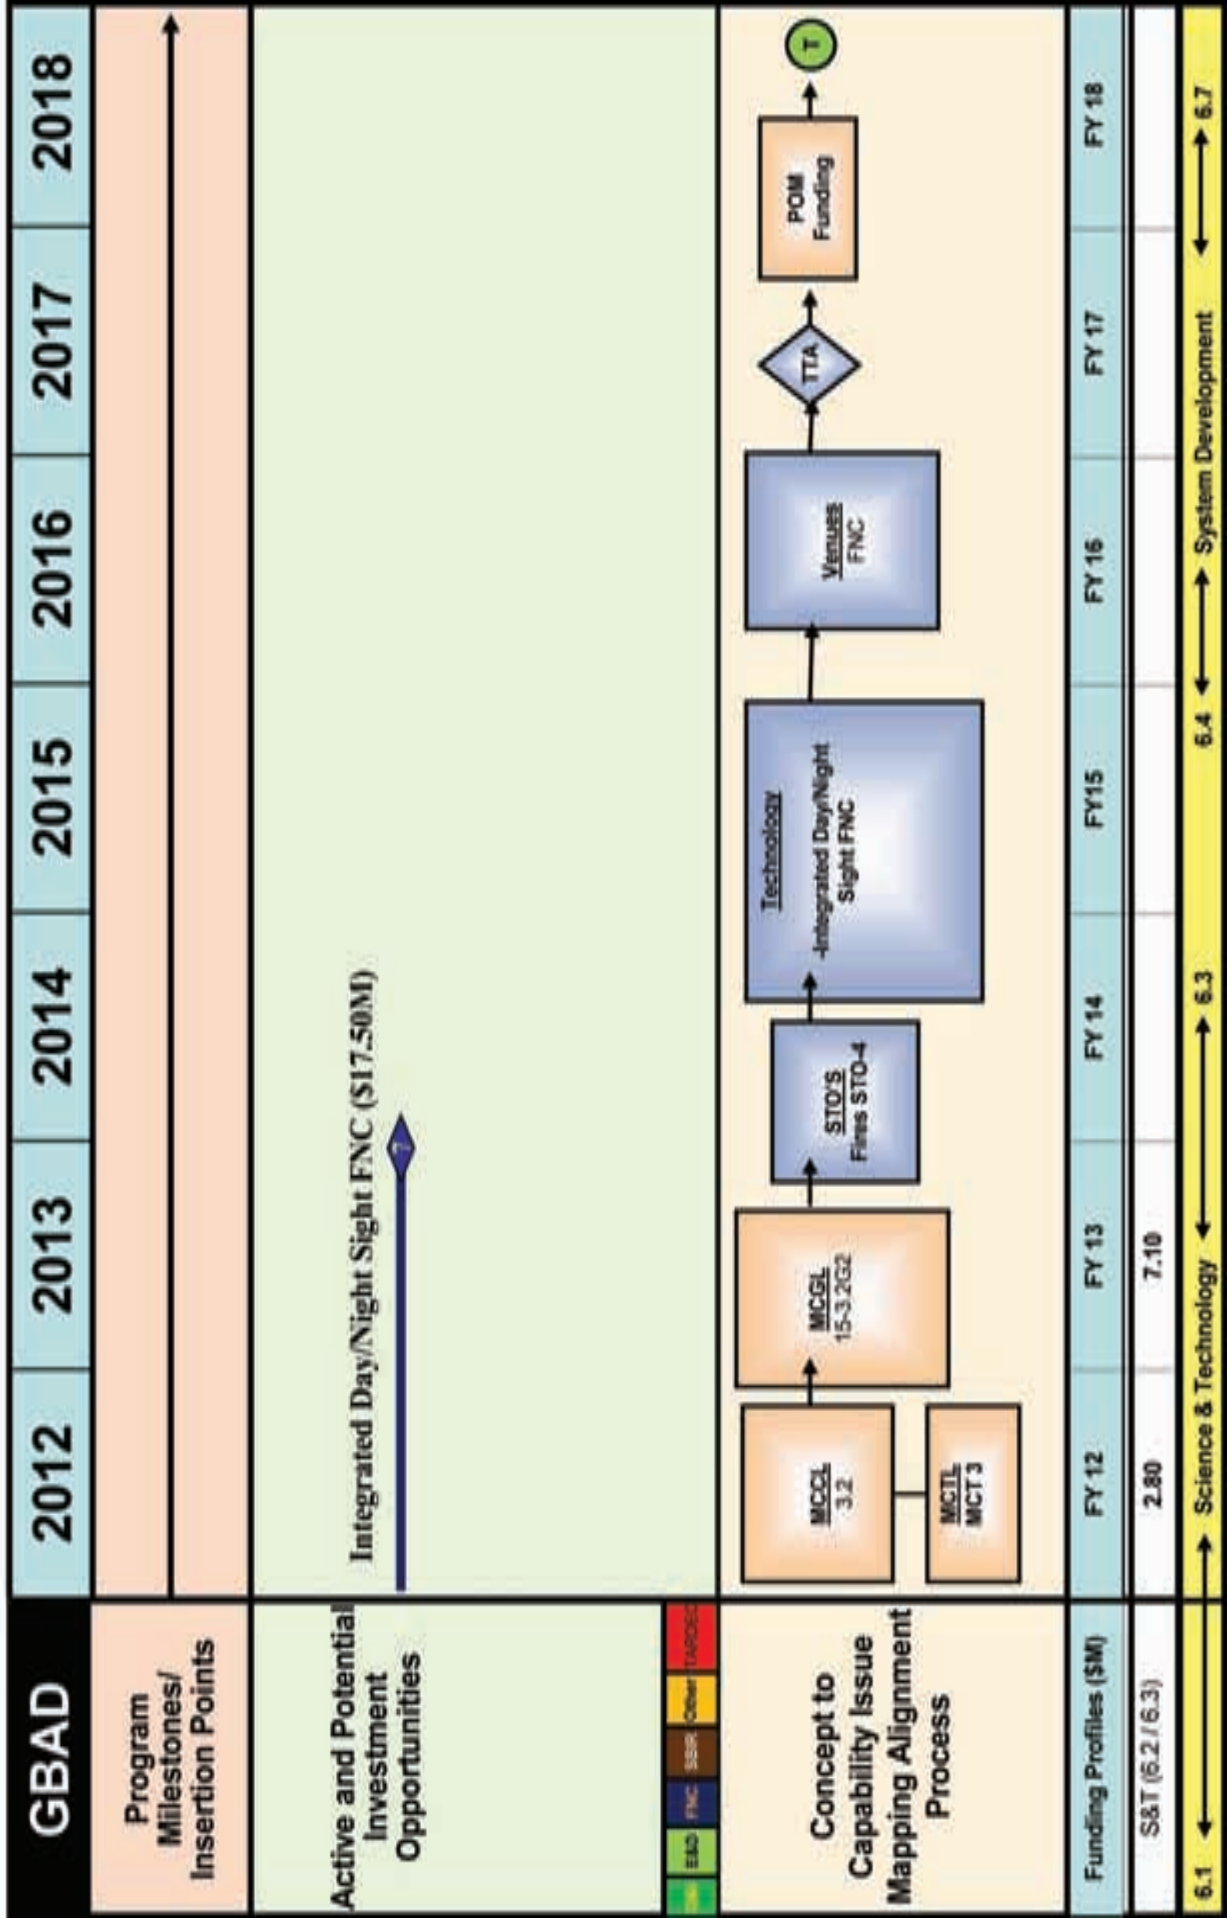 GBAD
2012
2013
2014
2015
2016
2017
2018
Program
Milestones/
Insertion Points
Active and Potential
Investment
Opportunities
Integrated Day/Night Sight FNC ($17.50M)
7
E&D
FNC
SBIR
Other
TARDEC
Concept to
Capability Issue
Mapping Alignment
Process
MCCL
3.2
MCTL
MCT 3
MCGL
15-3.2G2
STO'S
Fires STO-4
Technology
-Integrated Day/Night
Sight FNC
Venues
FNC
TTA
POM
Funding
T
Funding Profiles ($M)
FY 12
FY 13
FY 14
FY15
FY 16
FY 17
FY 18
S&T (6.2 / 6.3)
2.80
7.10
6.1
Science & Technology
6.3
6.4
System Development
6.7